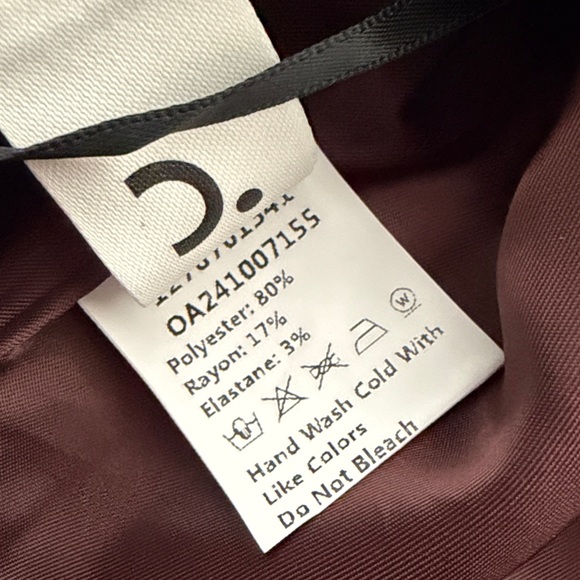 Ɔ.
OA241007155
Polyester: 80%
Rayon: 17%
Elastane: 3%
W
Hand Wash Cold With
Like Colors
Do Not Bleach